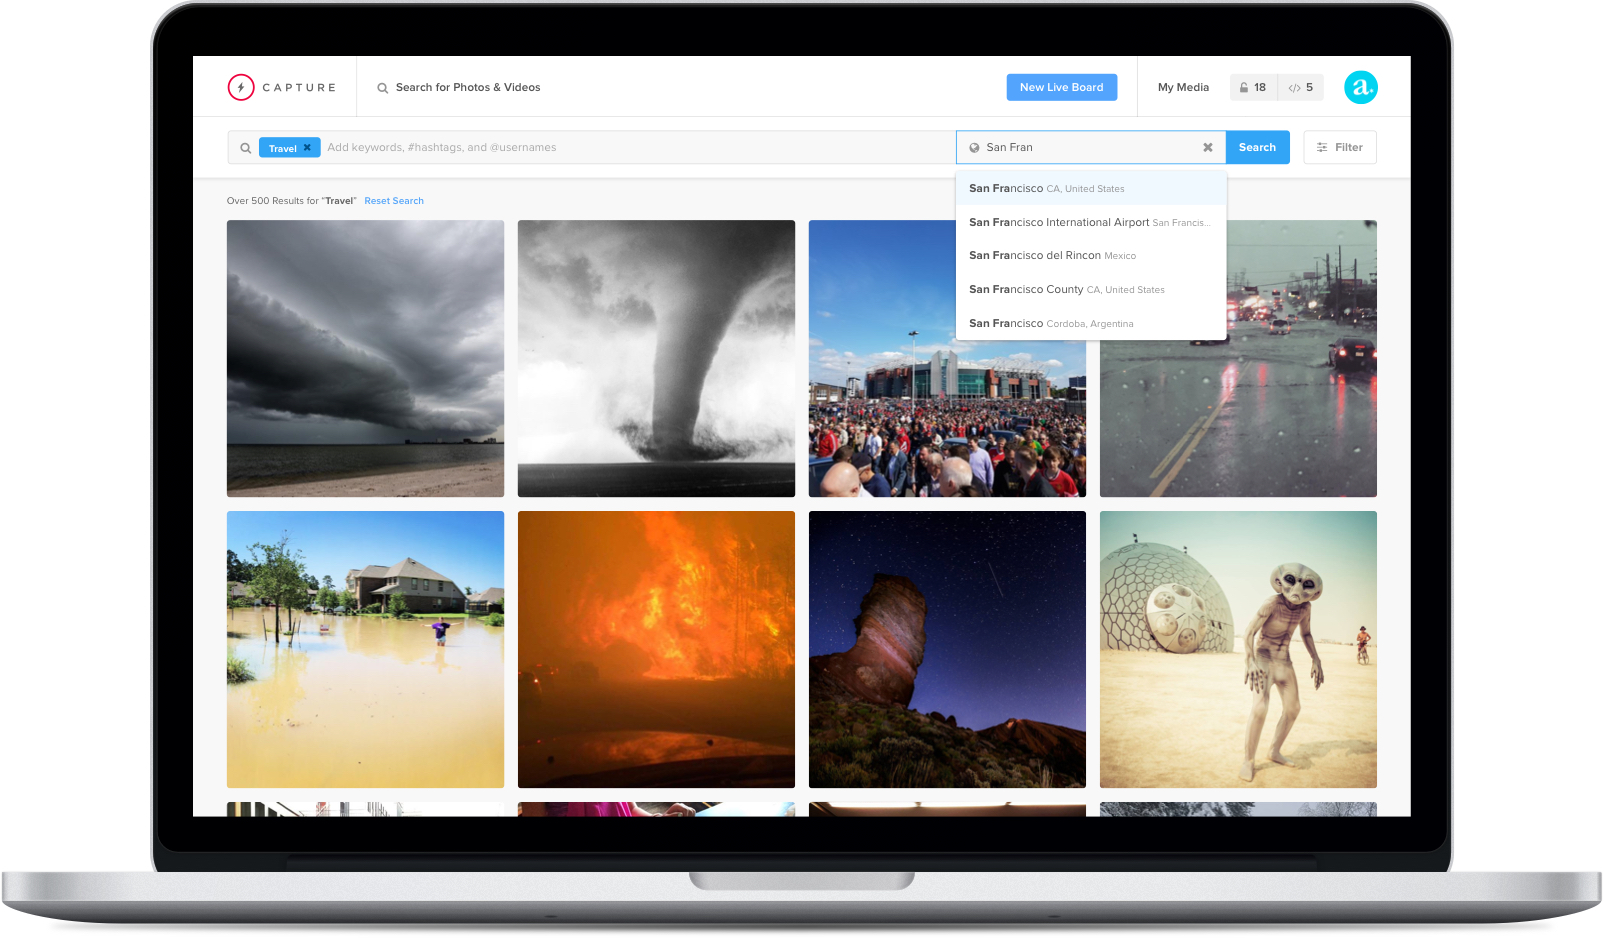 CAPTURE
Search for Photos & Videos
New Live Board
My Media
18
</> 5
a.
Travel
Add keywords, #hashtags, and @usernames
San Fran
Search
Filter
Over 500 Results for "Travel" Reset Search
San Francisco CA, United States
San Francisco International Airport San Francis...
San Francisco del Rincon Mexico
San Francisco County CA, United States
San Francisco Cordoba, Argentina